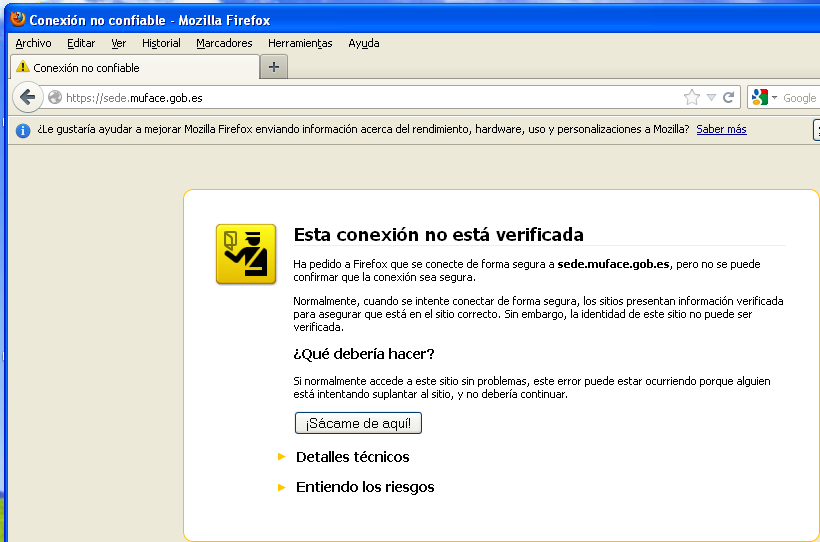 Conexión no confiable - Mozilla Firefox
Archivo Editar Ver Historial Marcadores Herramientas Ayuda
Conexión no confiable
https://sede.muface.gob.es
Google
¿Le gustaría ayudar a mejorar Mozilla Firefox enviando información acerca del rendimiento, hardware, uso y personalizaciones a Mozilla? Saber más
Esta conexión no está verificada
Ha pedido a Firefox que se conecte de forma segura a sede.muface.gob.es, pero no se puede
confirmar que la conexión sea segura.
Normalmente, cuando se intente conectar de forma segura, los sitios presentan información verificada
para asegurar que está en el sitio correcto. Sin embargo, la identidad de este sitio no puede ser
verificada.
¿Qué debería hacer?
Si normalmente accede a este sitio sin problemas, este error puede estar ocurriendo porque alguien
está intentando suplantar al sitio, y no debería continuar.
¡Sácame de aquí!
Detalles técnicos
Entiendo los riesgos